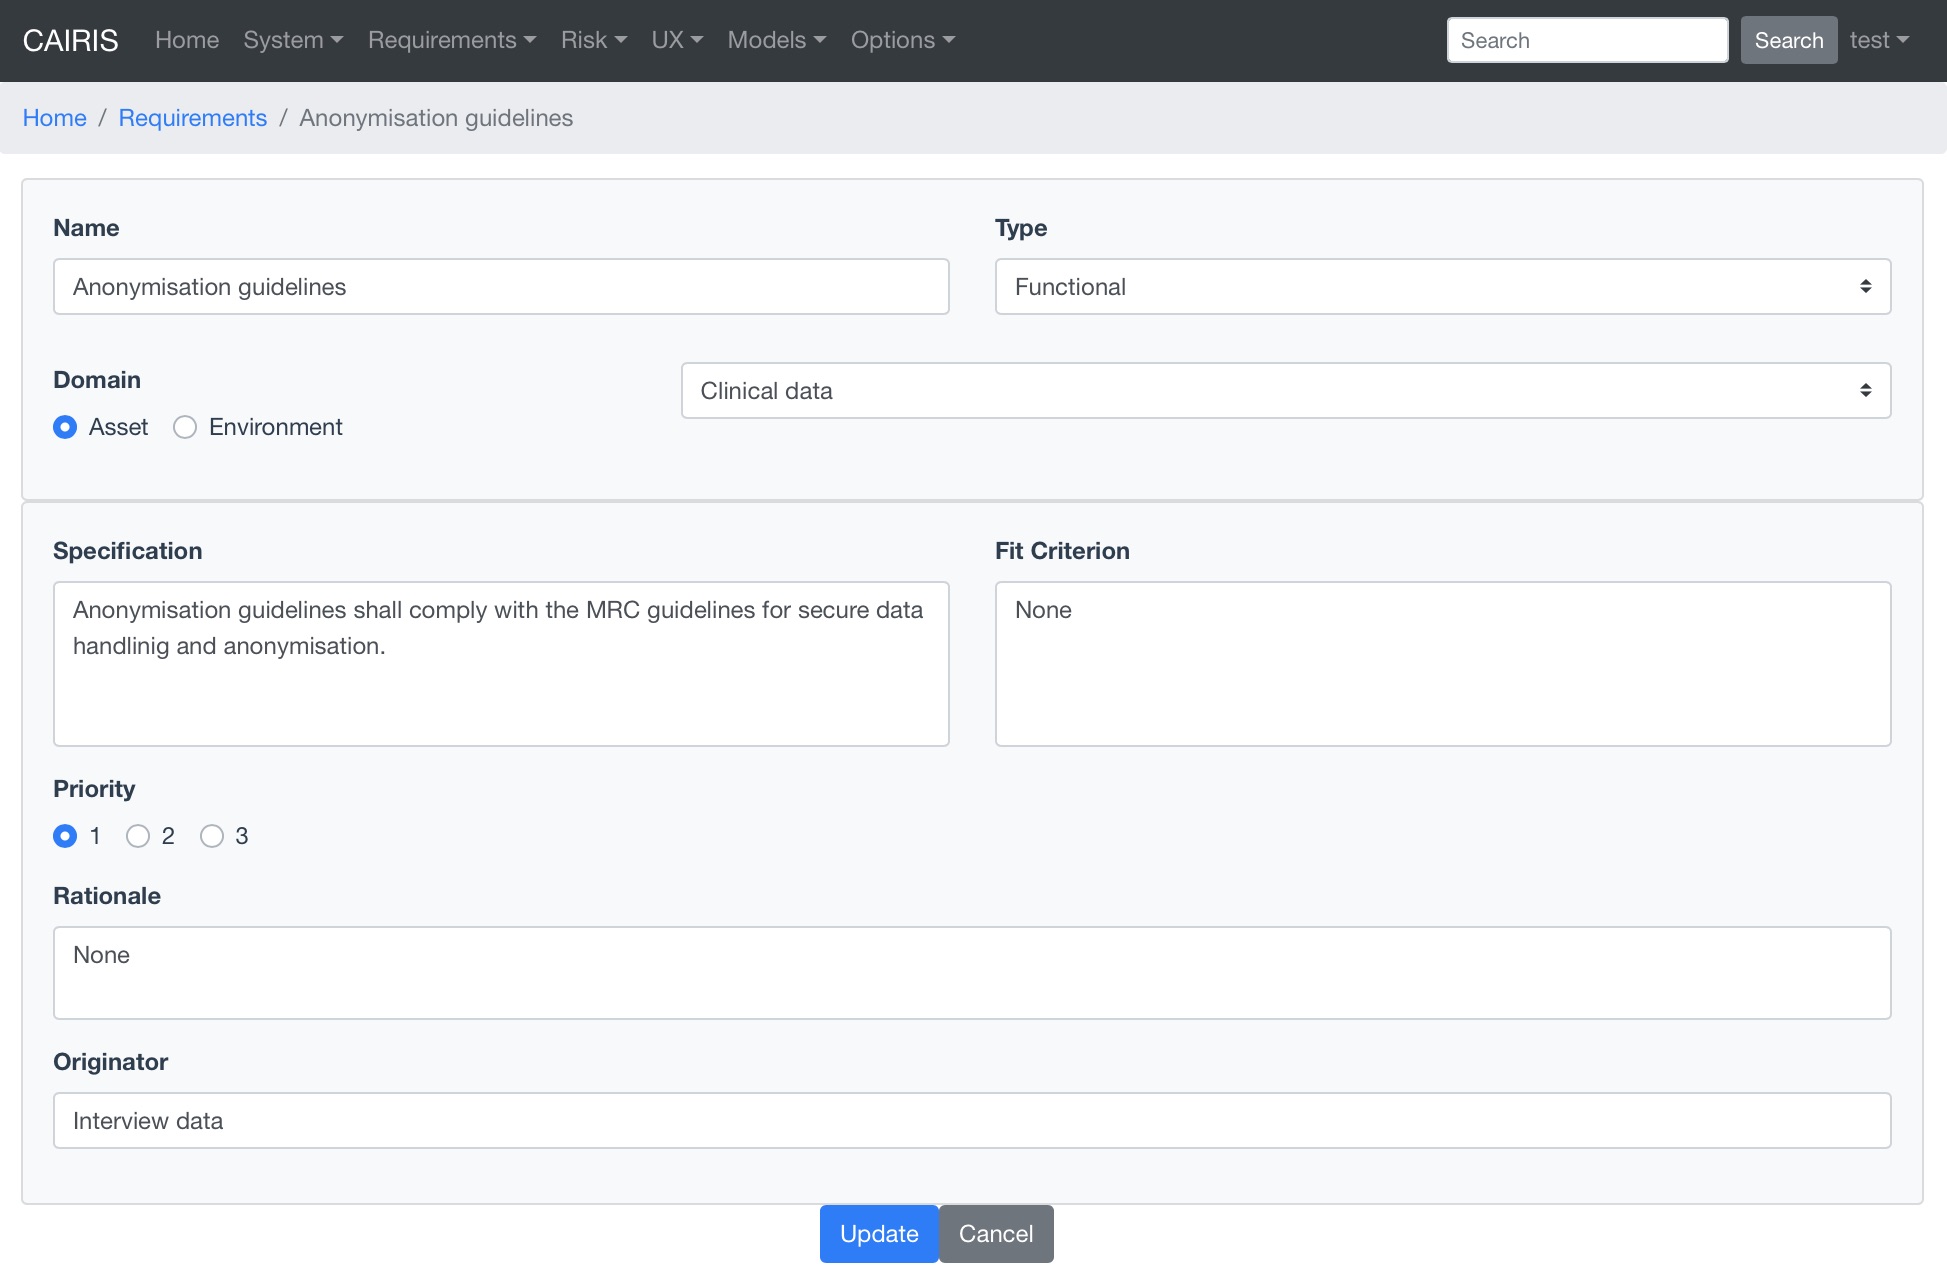 CAIRIS Home System Requirements Risk UX Models Options Search Search test
Home / Requirements / Anonymisation guidelines
Name
Anonymisation guidelines
Type
Functional
Domain
Asset Environment
Clinical data
Specification
Anonymisation guidelines shall comply with the MRC guidelines for secure data
handlinig and anonymisation.
Fit Criterion
None
Priority
1 2 3
Rationale
None
Originator
Interview data
Update Cancel